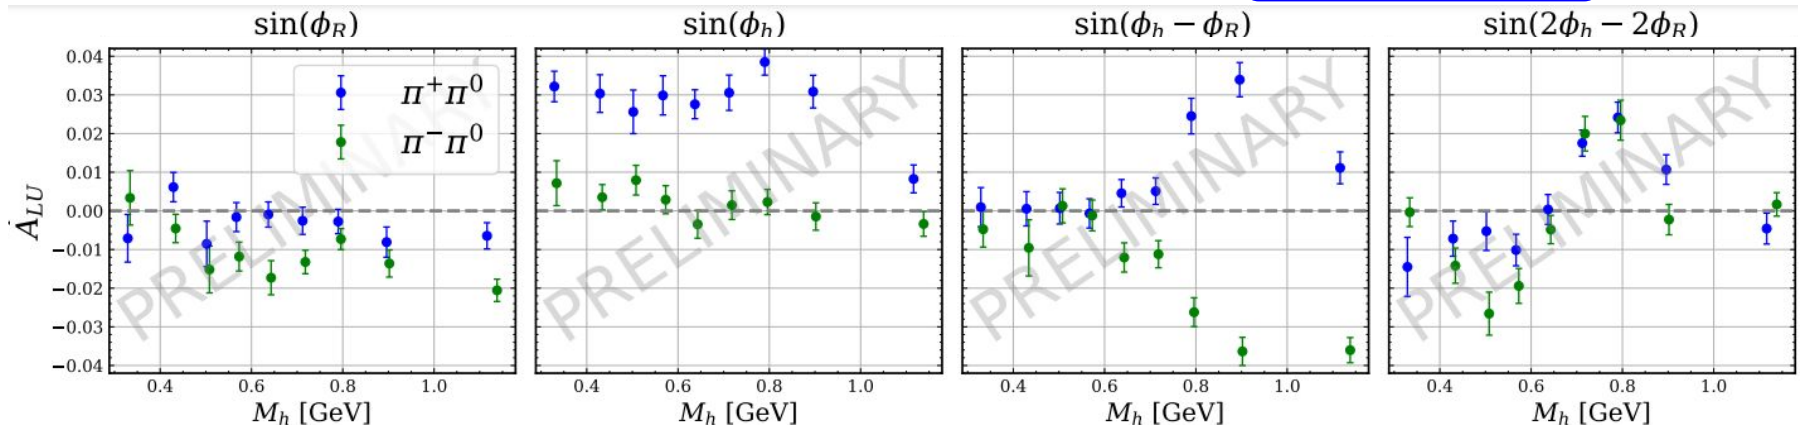 sin(ϕ_R) sin(ϕ_h) sin(ϕ_h − ϕ_R) sin(2ϕ_h − 2ϕ_R)
A_LU
0.04
0.03
0.02
0.01
0.00
−0.01
−0.02
−0.03
−0.04
π⁺π⁰
π⁻π⁰
PRELIMINARY PRELIMINARY PRELIMINARY PRELIMINARY
0.4 0.6 0.8 1.0 0.4 0.6 0.8 1.0 0.4 0.6 0.8 1.0 0.4 0.6 0.8 1.0
M_h [GeV] M_h [GeV] M_h [GeV] M_h [GeV]